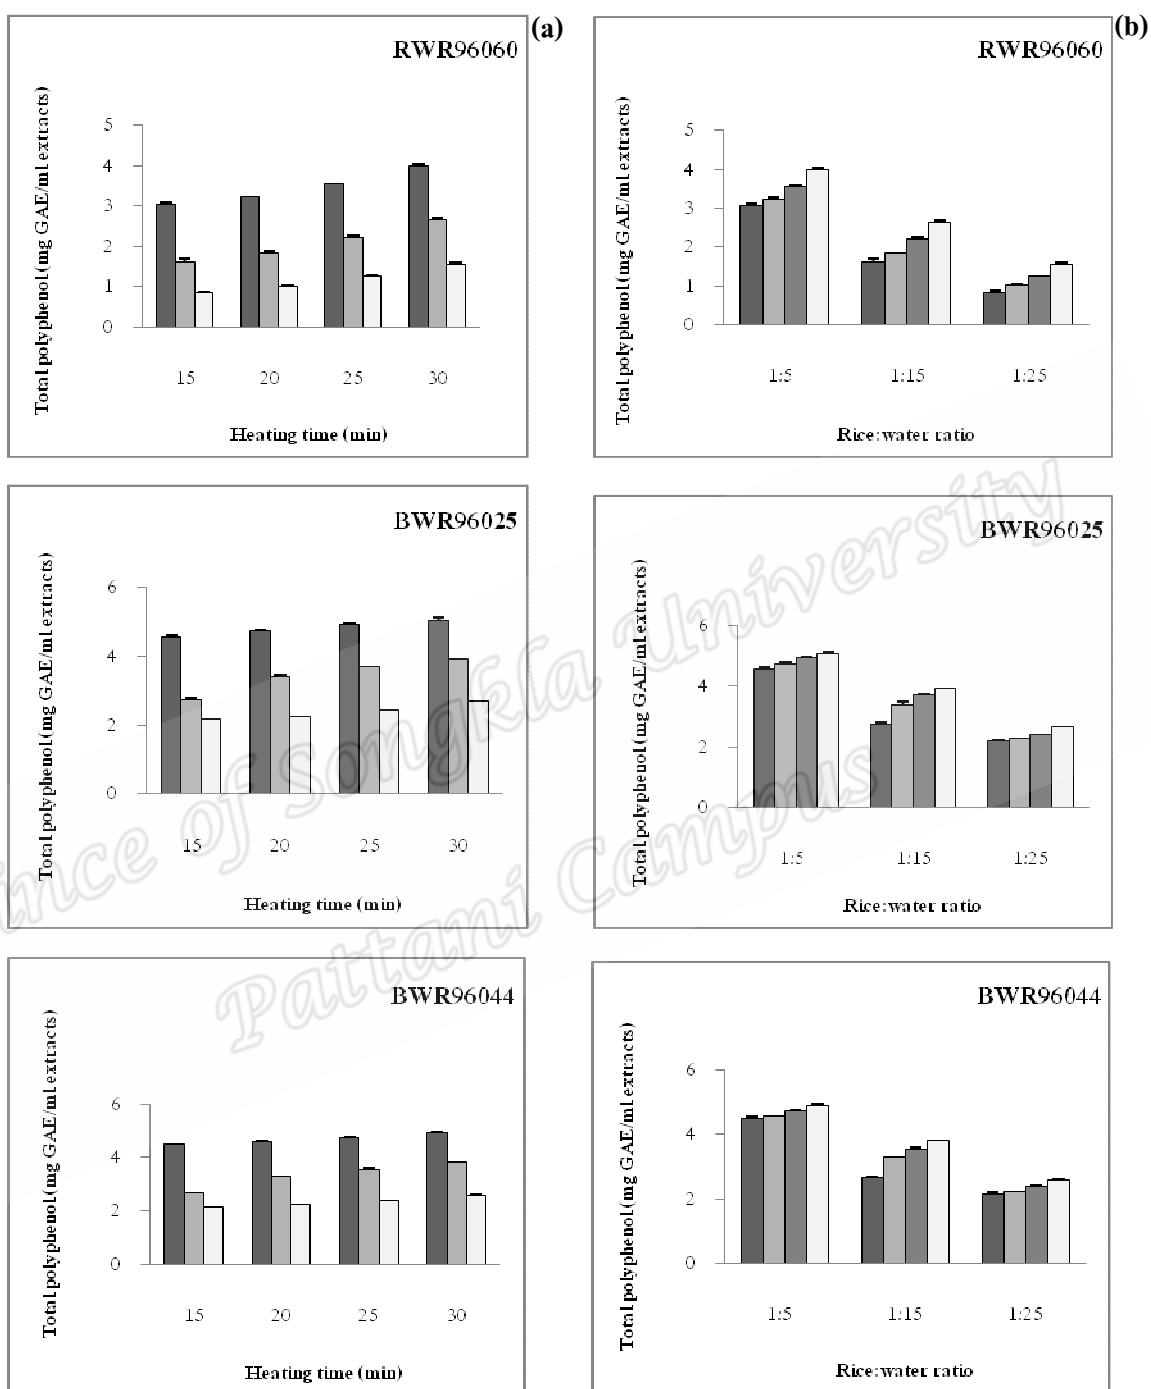 (a)
RWR96060
Total polyphenol (mg GAE/ml extracts)
5
4
3
2
1
0
15 20 25 30
Heating time (min)
(b)
RWR96060
Total polyphenol (mg GAE/ml extracts)
5
4
3
2
1
0
1:5 1:15 1:25
Rice:water ratio
BWR96025
Total polyphenol (mg GAE/ml extracts)
6
4
2
0
15 20 25 30
Heating time (min)
BWR96025
Total polyphenol (mg GAE/ml extracts)
6
4
2
0
1:5 1:15 1:25
Rice:water ratio
BWR96044
Total polyphenol (mg GAE/ml extracts)
6
4
2
0
15 20 25 30
Heating time (min)
BWR96044
Total polyphenol (mg GAE/ml extracts)
6
4
2
0
1:5 1:15 1:25
Rice:water ratio
ince of Songkla University
Pattani Campus